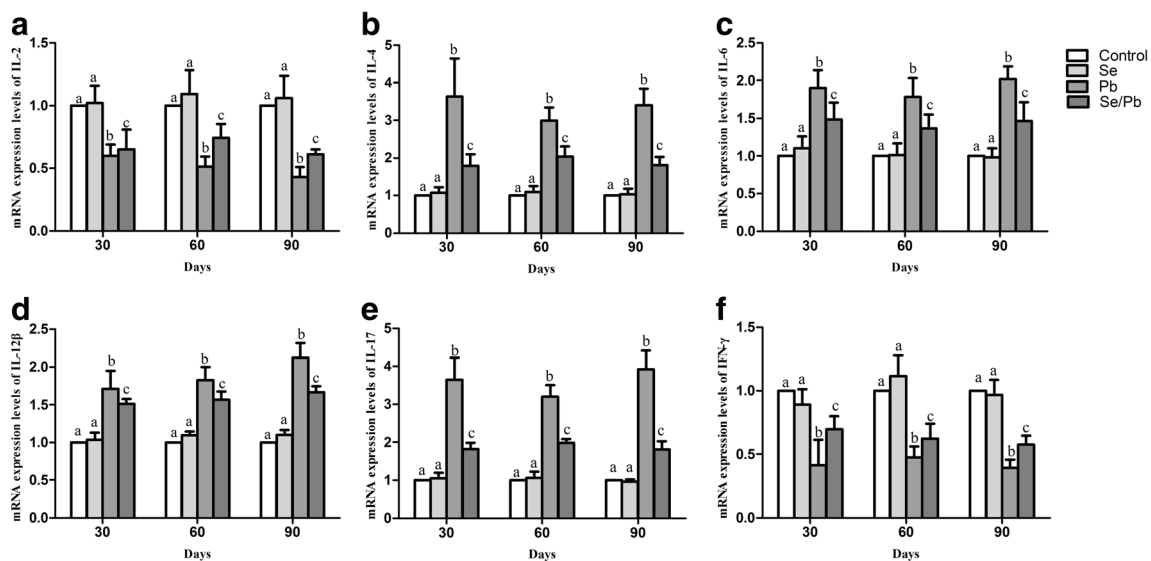 a
mRNA expression levels of IL-2
1.5
1.0
0.5
0.0
a a b c
a a b c
a a b c
30 60 90
Days
b
mRNA expression levels of IL-4
5
4
3
2
1
0
a a b c
a a b c
a a b c
30 60 90
Days
c
mRNA expression levels of IL-6
2.5
2.0
1.5
1.0
0.5
0.0
a a b c
a a b c
a a b c
30 60 90
Days
Control
Se
Pb
Se/Pb
d
mRNA expression levels of IL-12β
2.5
2.0
1.5
1.0
0.5
0.0
a a b c
a a b c
a a b c
30 60 90
Days
e
mRNA expression levels of IL-17
5
4
3
2
1
0
a a b c
a a b c
a a b c
30 60 90
Days
f
mRNA expression levels of IFN-γ
1.5
1.0
0.5
0.0
a a b c
a a b c
a a b c
30 60 90
Days